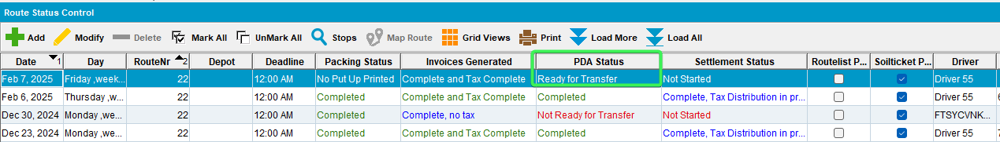 Route Status Control
Add Modify Delete Mark All UnMark All Stops Map Route Grid Views Print Load More Load All
Date 1 Day RouteNr 2 Depot Deadline Packing Status Invoices Generated PDA Status Settlement Status Routelist P... Soilticket P... Driver
Feb 7, 2025 Friday ,week... 22 12:00 AM No Put Up Printed Complete and Tax Complete Ready for Transfer Not Started Driver 55
Feb 6, 2025 Thursday ,w... 22 12:00 AM Completed Complete and Tax Complete Completed Complete, Tax Distribution in pr... Driver 55
Dec 30, 2024 Monday ,we... 22 12:00 AM Completed Complete, no tax Not Ready for Transfer Not Started FTSYCVNK...
Dec 23, 2024 Monday ,we... 22 12:00 AM Completed Complete and Tax Complete Completed Complete, Tax Distribution in pr... Driver 55